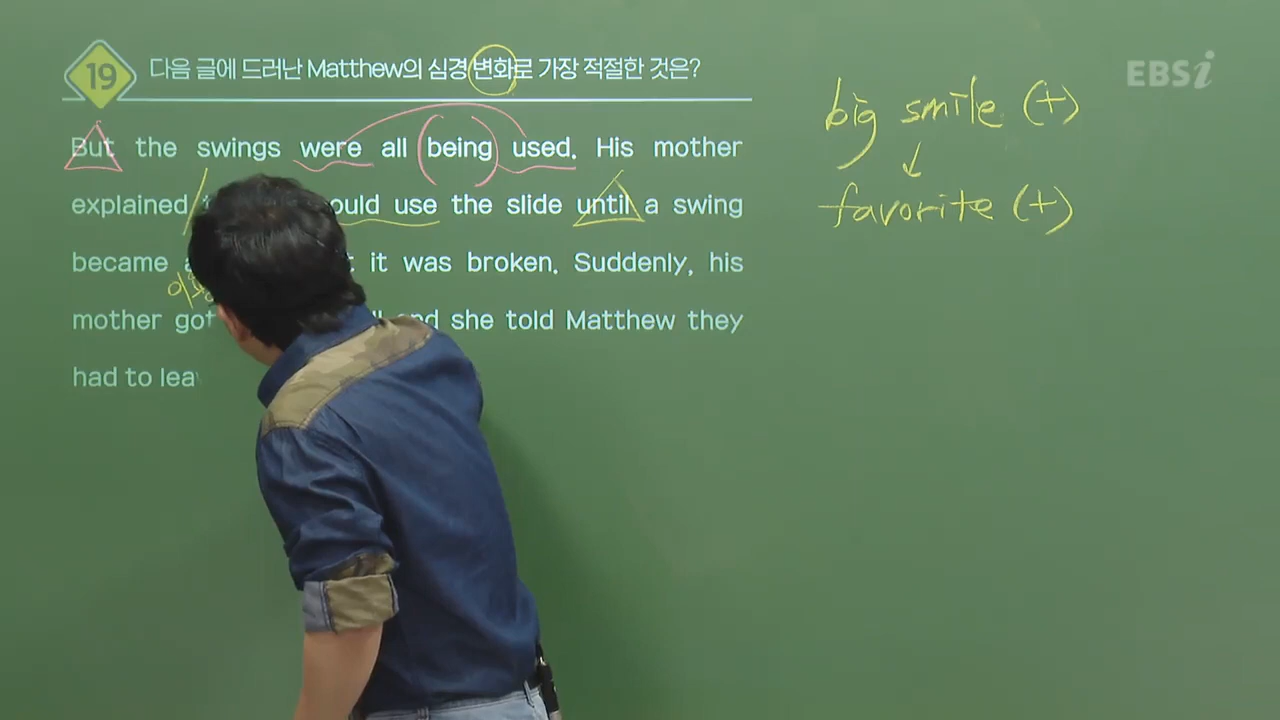 19 다음 글에 드러난 Matthew의 심경 변화로 가장 적절한 것은?
EBSi
But the swings were all being used. His mother
explained ould use the slide until a swing
became it was broken. Suddenly, his
mother got and she told Matthew they
had to lea
big smile (+)
↓
favorite (+)